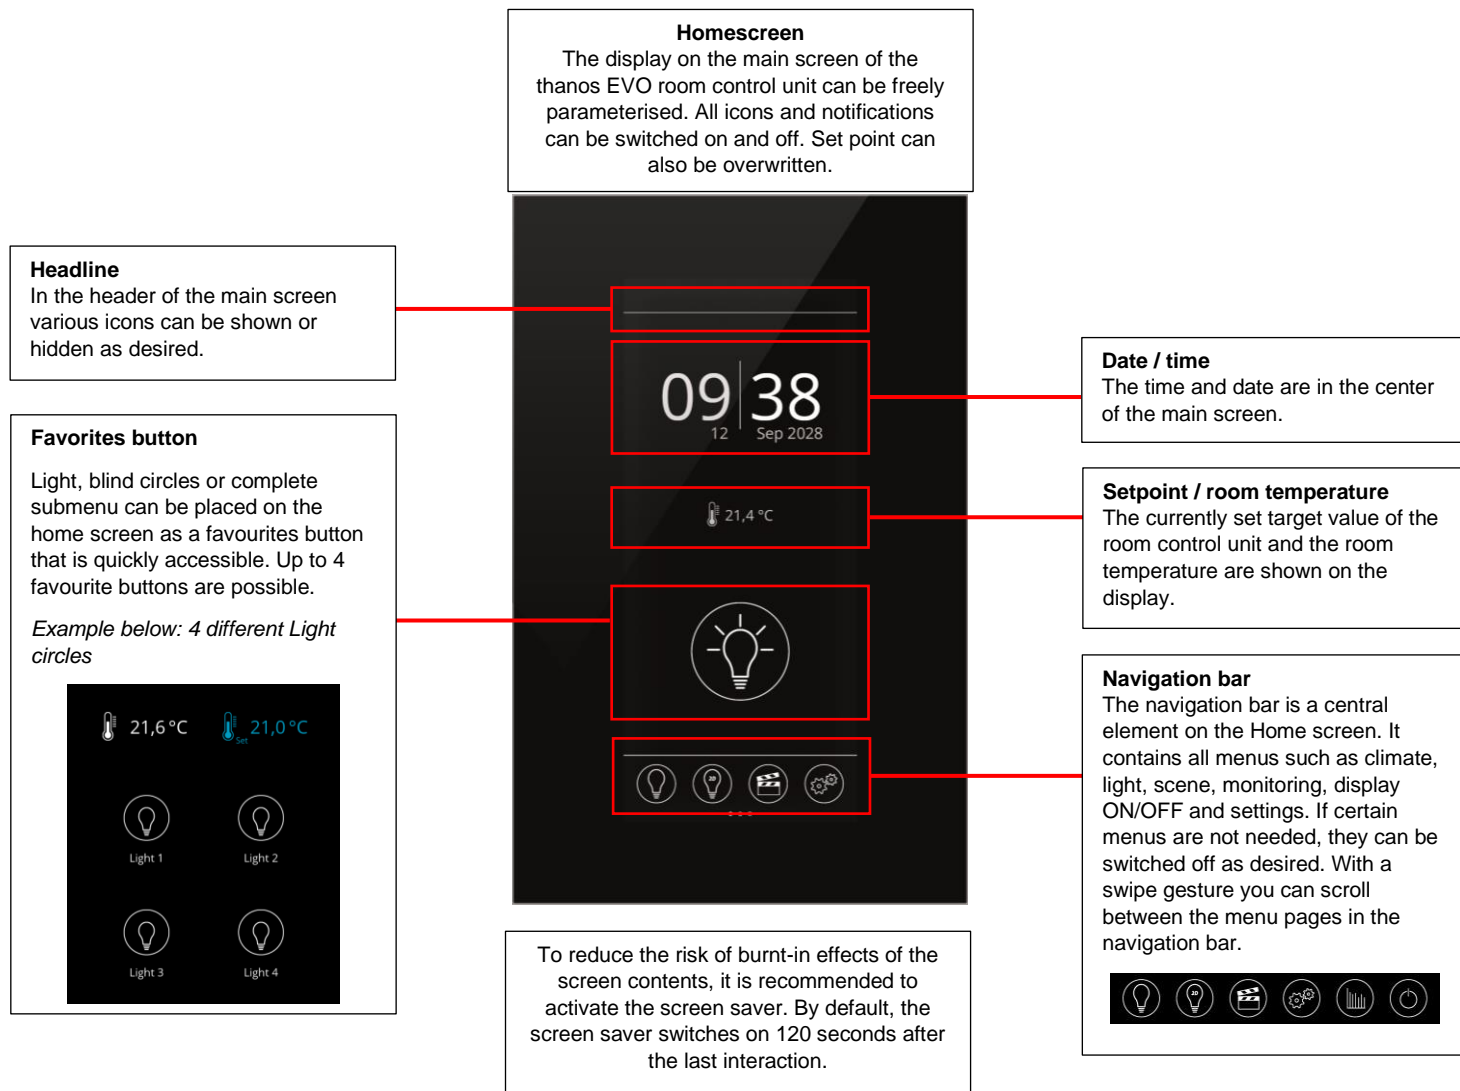 Homescreen
The display on the main screen of the
thanos EVO room control unit can be freely
parameterised. All icons and notifications
can be switched on and off. Set point can
also be overwritten.
Headline
In the header of the main screen
various icons can be shown or
hidden as desired.
Favorites button
Light, blind circles or complete
submenu can be placed on the
home screen as a favourites button
that is quickly accessible. Up to 4
favourite buttons are possible.
Example below: 4 different Light
circles
21,6 °C
Set 21,0 °C
Light 1
Light 2
Light 3
Light 4
09 38
12 Sep 2028
21,4 °C
2D
To reduce the risk of burnt-in effects of the
screen contents, it is recommended to
activate the screen saver. By default, the
screen saver switches on 120 seconds after
the last interaction.
Date / time
The time and date are in the center
of the main screen.
Setpoint / room temperature
The currently set target value of the
room control unit and the room
temperature are shown on the
display.
Navigation bar
The navigation bar is a central
element on the Home screen. It
contains all menus such as climate,
light, scene, monitoring, display
ON/OFF and settings. If certain
menus are not needed, they can be
switched off as desired. With a
swipe gesture you can scroll
between the menu pages in the
navigation bar.
2D